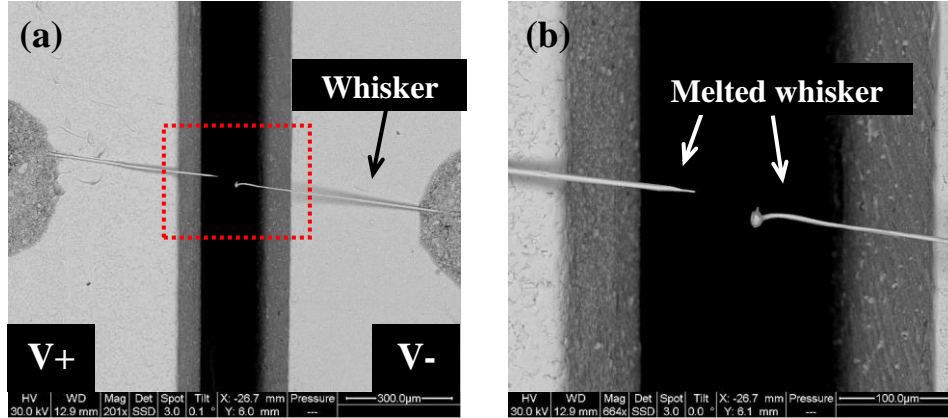 (a)
Whisker
V+
V-
HV WD Mag Det Spot Tilt X: -26.7 mm Pressure 300.0µm
30.0 kV 12.9 mm 201x SSD 3.0 0.1 ° Y: 6.0 mm ---
(b)
Melted whisker
HV WD Mag Det Spot Tilt X: -26.7 mm Pressure 100.0µm
30.0 kV 12.9 mm 664x SSD 3.0 0.0 ° Y: 6.1 mm ---